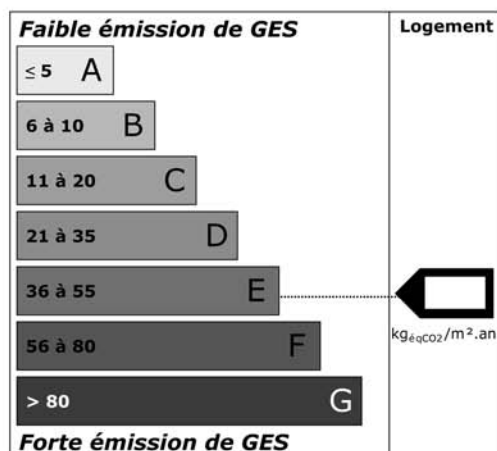 Faible émission de GES
Logement
≤ 5 A
6 à 10 B
11 à 20 C
21 à 35 D
36 à 55 E
kgéqCO2/m².an
56 à 80 F
> 80 G
Forte émission de GES